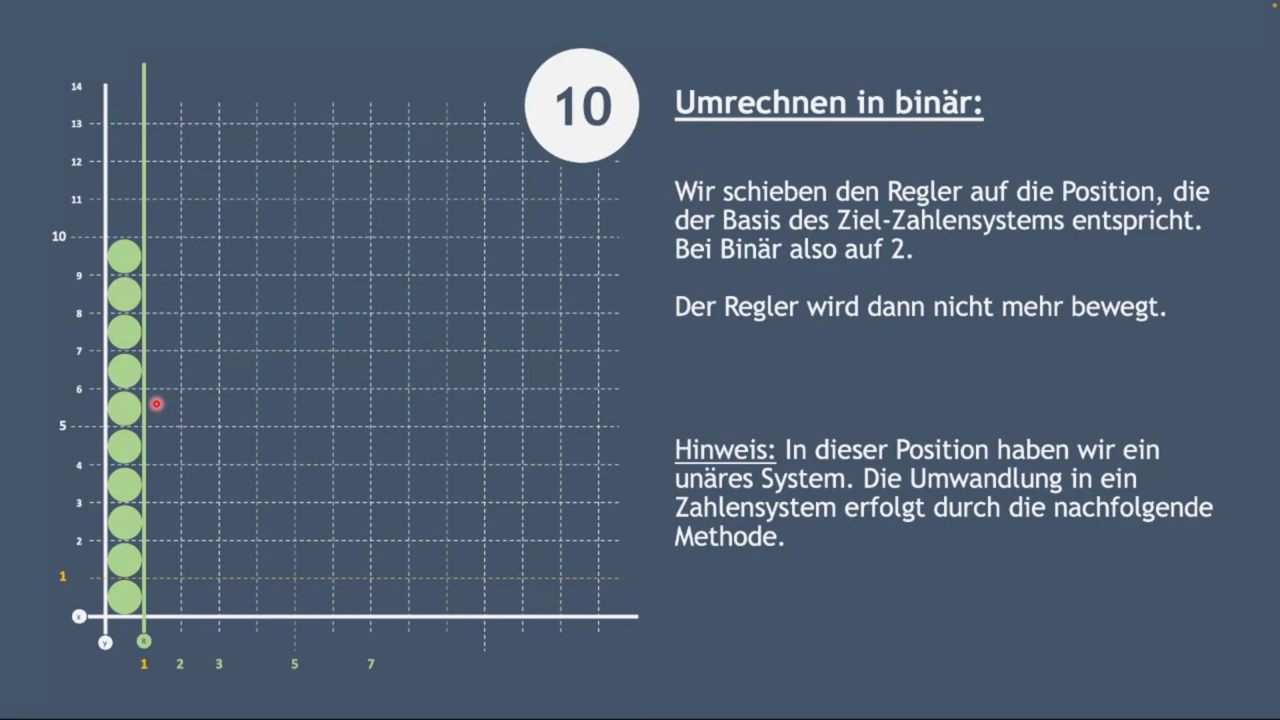 10
Umrechnen in binär:
Wir schieben den Regler auf die Position, die
der Basis des Ziel-Zahlensystems entspricht.
Bei Binär also auf 2.
Der Regler wird dann nicht mehr bewegt.
Hinweis: In dieser Position haben wir ein
unäres System. Die Umwandlung in ein
Zahlensystem erfolgt durch die nachfolgende
Methode.
14
13
12
11
10
9
8
7
6
5
4
3
2
1
X
Y R
1 2 3 5 7